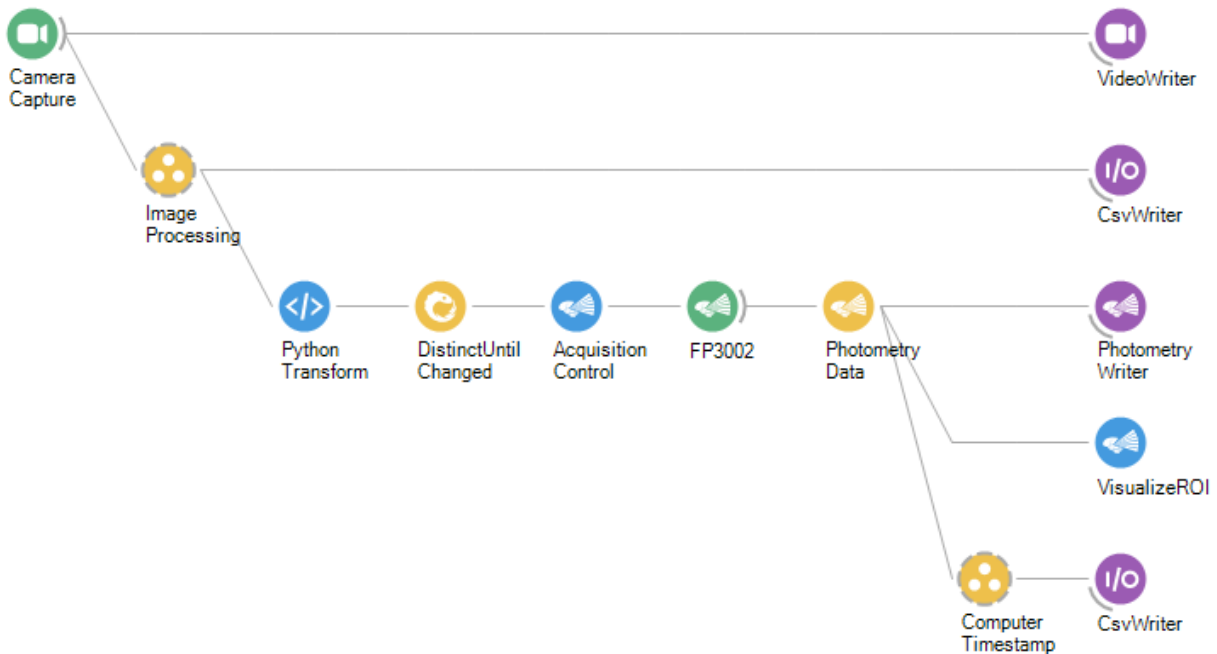 Camera
Capture
VideoWriter
Image
Processing
I/O
CsvWriter
</>
Python
Transform
DistinctUntil
Changed
Acquisition
Control
FP3002
Photometry
Data
Photometry
Writer
VisualizeROI
Computer
Timestamp
I/O
CsvWriter